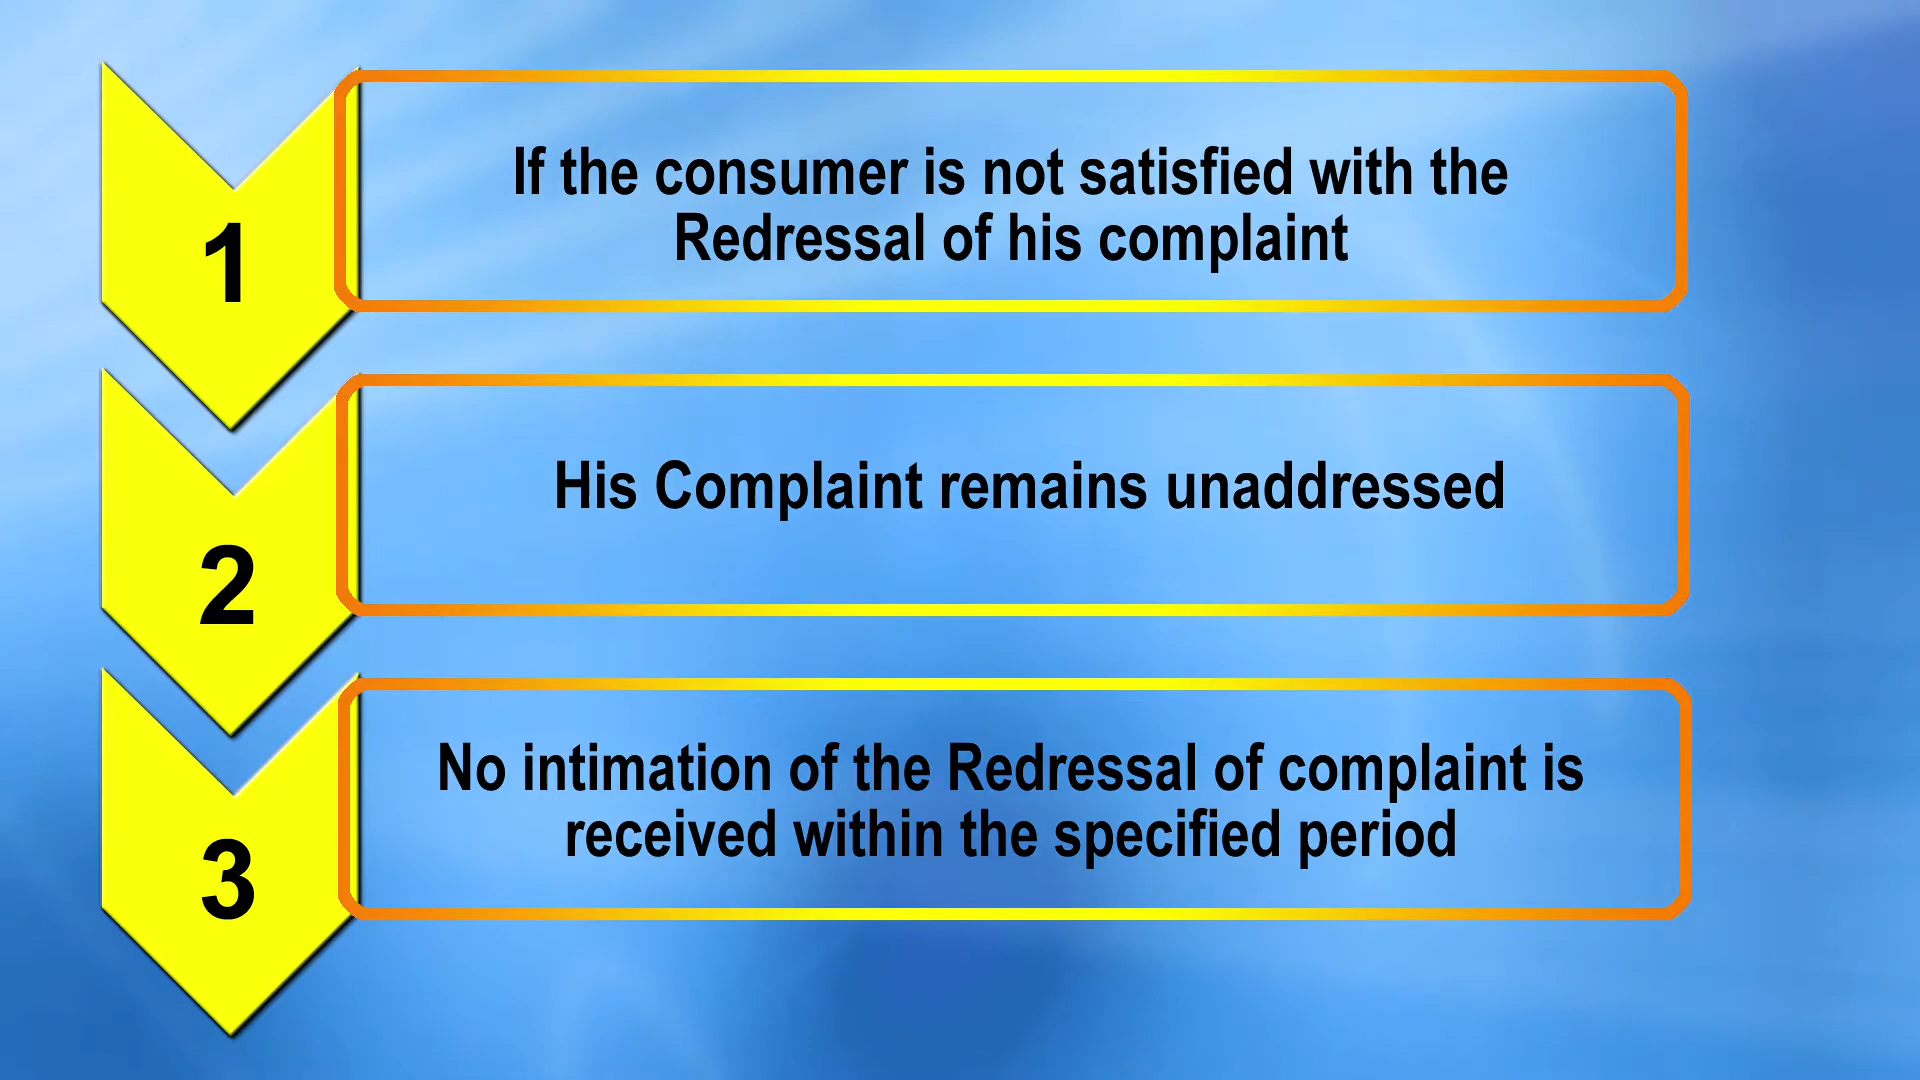 1
If the consumer is not satisfied with the
Redressal of his complaint
2
His Complaint remains unaddressed
3
No intimation of the Redressal of complaint is
received within the specified period